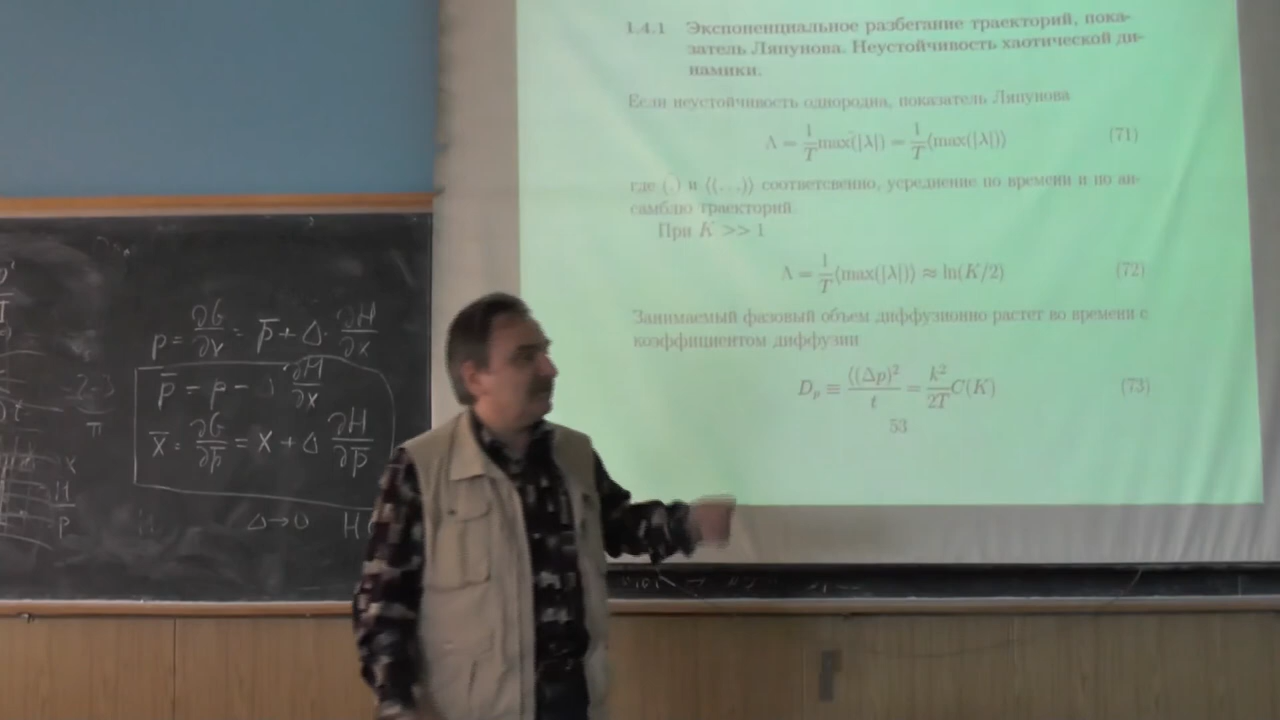 1.4.1 Экспоненциальное разбегание траекторий, пока-
затель Ляпунова. Неустойчивость хаотической ди-
намики.
Если неустойчивость однородна, показатель Ляпунова
Λ = 1/T max(|λ|) = 1/T ⟨max(|λ|)⟩ (71)
где (.) и ⟨(...)⟩ соответсвенно, усреднение по времени и по ан-
самблю траекторий.
При K >> 1
Λ = 1/T ⟨max(|λ|)⟩ ≈ ln(K/2) (72)
Занимаемый фазовый объем диффузионно растет во времени с
коэффициентом диффузии
D_p ≡ ⟨(Δp)²/t = k²/2T C(K) (73)
53
p = ∂G/∂x = p̄ + Δ · ∂H/∂x
p̄ = p − Δ ∂H/∂x
x̄ = ∂G/∂p̄ = x + Δ ∂H/∂p̄
Δ→0 H